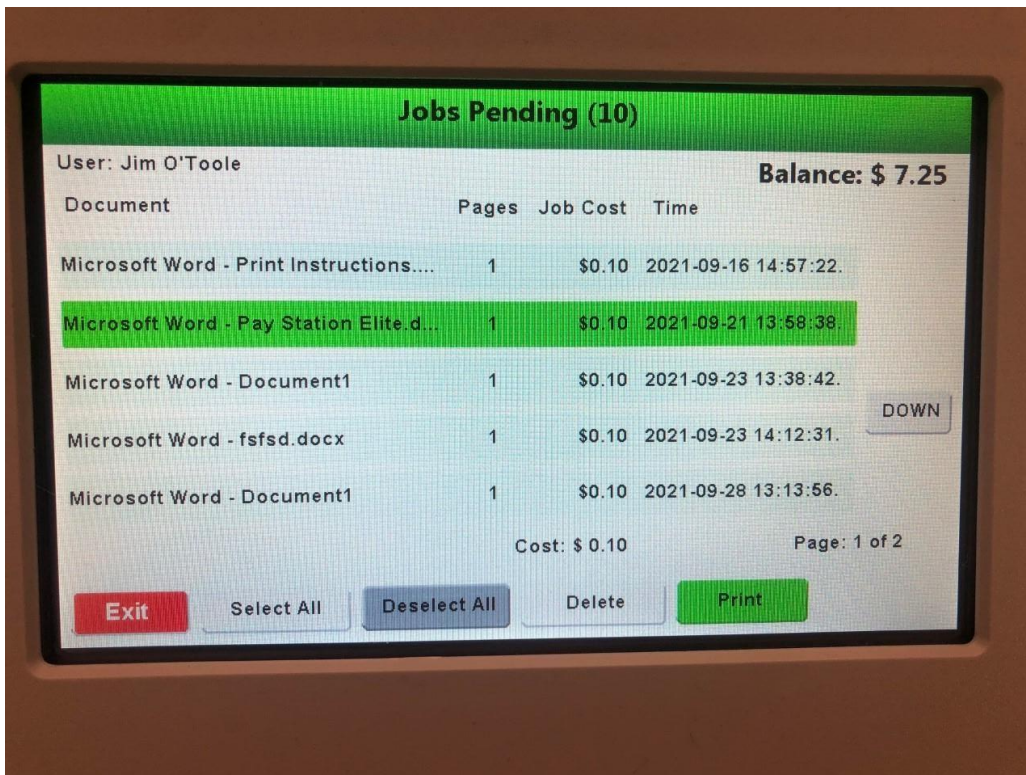 Jobs Pending (10)
User: Jim O'Toole
Balance: $ 7.25
Document Pages Job Cost Time
Microsoft Word - Print Instructions.... 1 $0.10 2021-09-16 14:57:22.
Microsoft Word - Pay Station Elite.d... 1 $0.10 2021-09-21 13:58:38.
Microsoft Word - Document1 1 $0.10 2021-09-23 13:38:42.
DOWN
Microsoft Word - fsfsd.docx 1 $0.10 2021-09-23 14:12:31.
Microsoft Word - Document1 1 $0.10 2021-09-28 13:13:56.
Cost: $ 0.10 Page: 1 of 2
Exit Select All Deselect All Delete Print